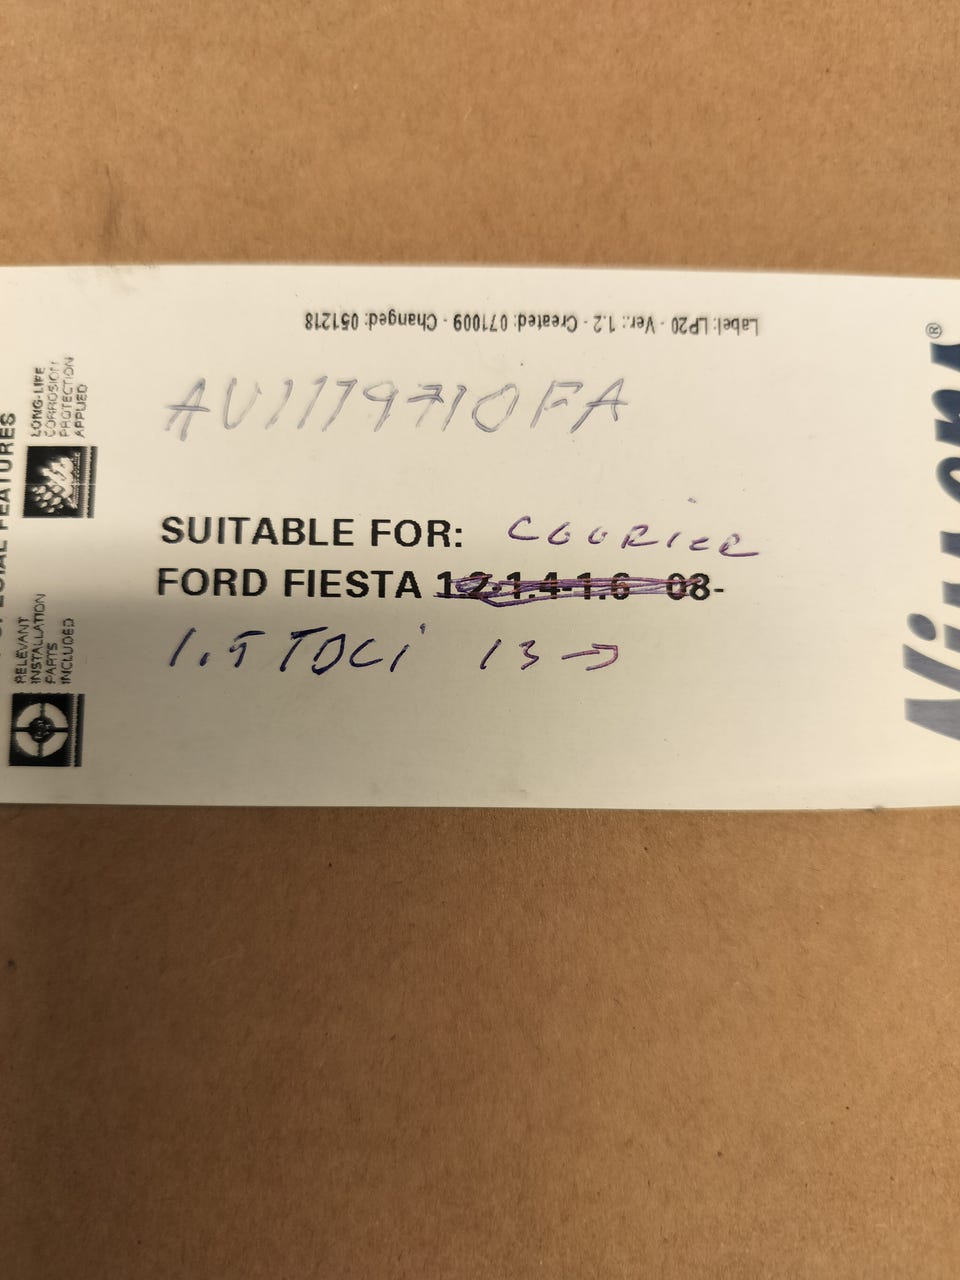 Label: LP20 - Ver.: 1.2 - Created: 071009 - Changed: 051218
AV1119710FA
SUITABLE FOR: COURIER
FORD FIESTA 1.2-1.4-1.6 08-
1.5 TDCi 13→
LONG-LIFE
CORROSION
PROTECTION
APPLIED
RELEVANT
INSTALLATION
PARTS
INCLUDED
FEATURES
®